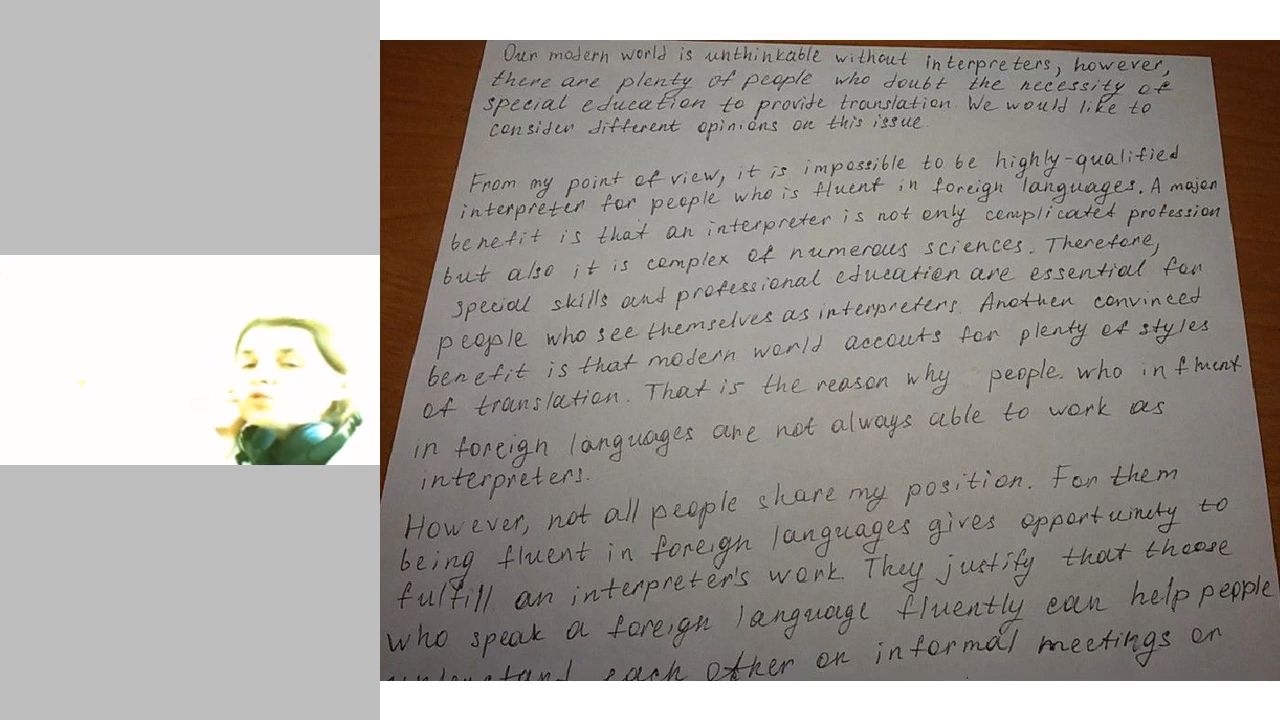 Our modern world is unthinkable without interpreters, however,
there are plenty of people who doubt the necessity of
special education to provide translation. We would like to
consider different opinions on this issue.
From my point of view, it is impossible to be highly-qualified
interpreter for people who is fluent in foreign languages. A major
benefit is that an interpreter is not only complicated profession
but also it is complex of numerous sciences. Therefore,
special skills and professional education are essential for
people who see themselves as interpreters. Another convinced
benefit is that modern world accouts for plenty of styles
of translation. That is the reason why people who in fluent
in foreign languages are not always able to work as
interpreters.
However, not all people share my position. For them
being fluent in foreign languages gives opportuinety to
fulfill an interpreter's work. They justify that thoose
who speak a foreign language fluently can help people
understand each other on informal meetings or